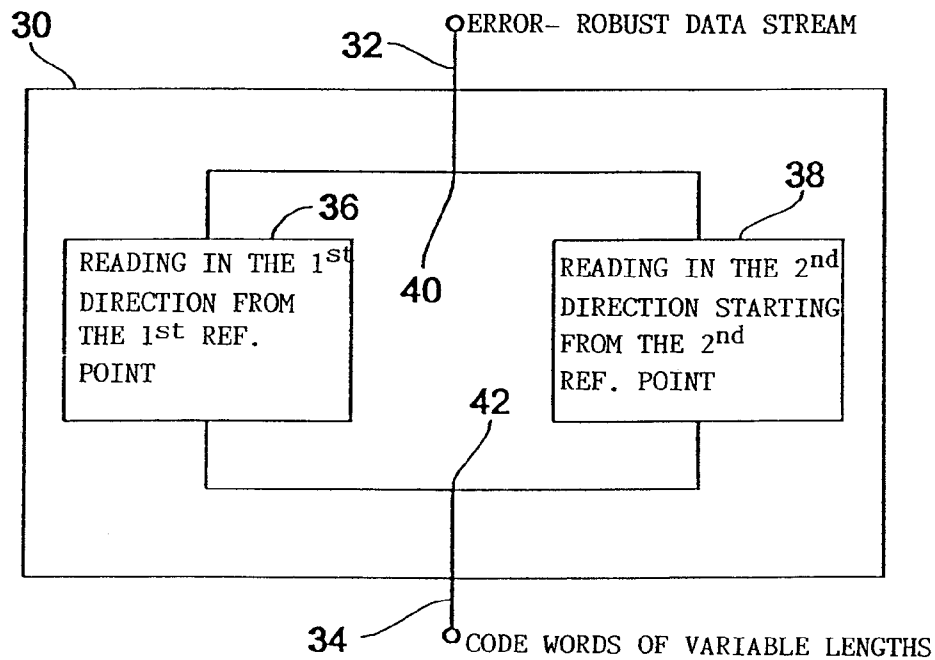 30
ERROR- ROBUST DATA STREAM
32
38
36
READING IN THE 1st
DIRECTION FROM
THE 1st REF.
POINT
40
READING IN THE 2nd
DIRECTION STARTING
FROM THE 2nd
REF. POINT
42
34
CODE WORDS OF VARIABLE LENGTHS